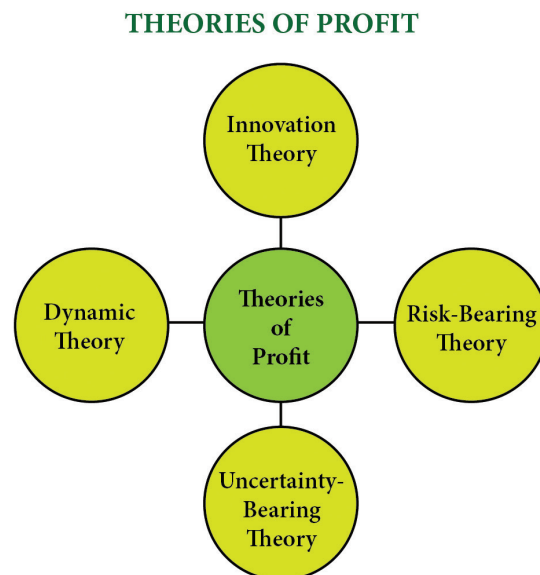 THEORIES OF PROFIT
Innovation
Theory
Dynamic
Theory
Theories
of
Profit
Risk-Bearing
Theory
Uncertainty-
Bearing
Theory